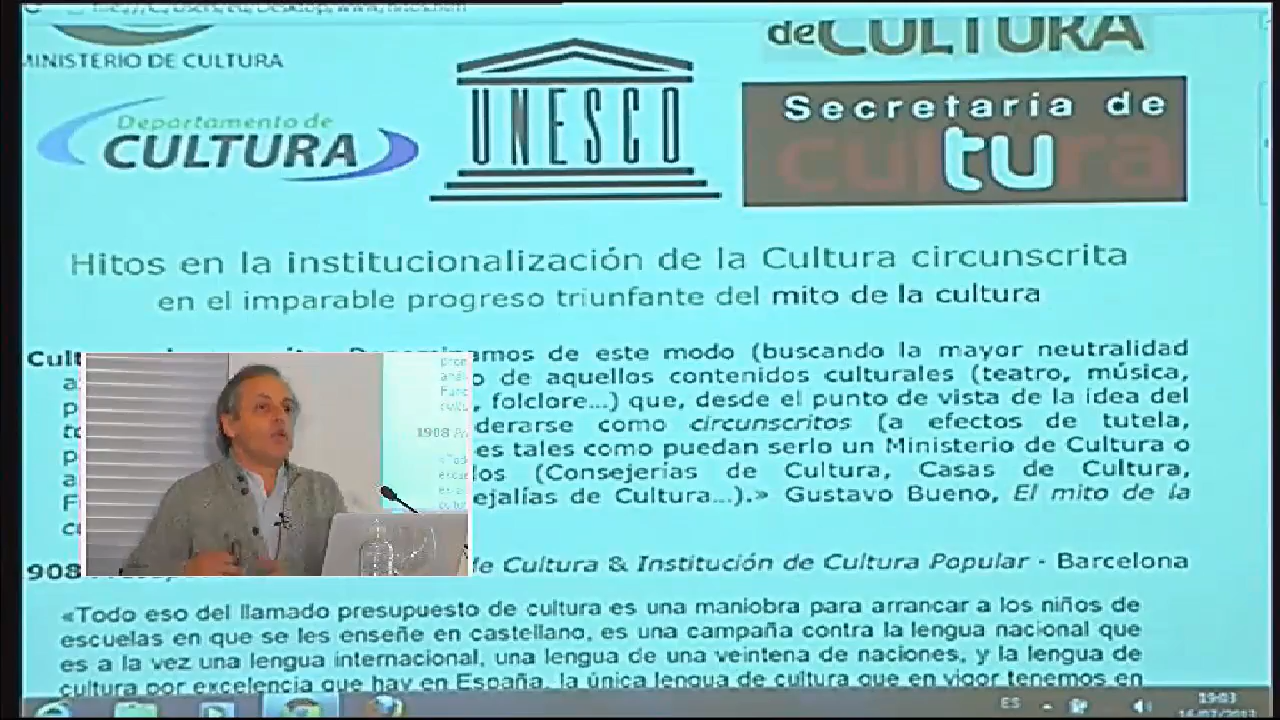 MINISTERIO DE CULTURA
Departamento de
CULTURA
UNESCO
deCULTURA
Secretaría de
cultura
Hitos en la institucionalización de la Cultura circunscrita
en el imparable progreso triunfante del mito de la cultura
Denominamos de este modo (buscando la mayor neutralidad
de aquellos contenidos culturales (teatro, música,
, folclore...) que, desde el punto de vista de la idea del
derarse como circunscritos (a efectos de tutela,
es tales como puedan serlo un Ministerio de Cultura o
los (Consejerías de Cultura, Casas de Cultura,
ejalías de Cultura...).» Gustavo Bueno, El mito de la
908
de Cultura & Institución de Cultura Popular - Barcelona
1908
«Todo eso del llamado presupuesto de cultura es una maniobra para arrancar a los niños de
escuelas en que se les enseñe en castellano, es una campaña contra la lengua nacional que
es a la vez una lengua internacional, una lengua de una veintena de naciones, y la lengua de
cultura por excelencia que hay en España, la única lengua de cultura que en vigor tenemos en
ES
19:03